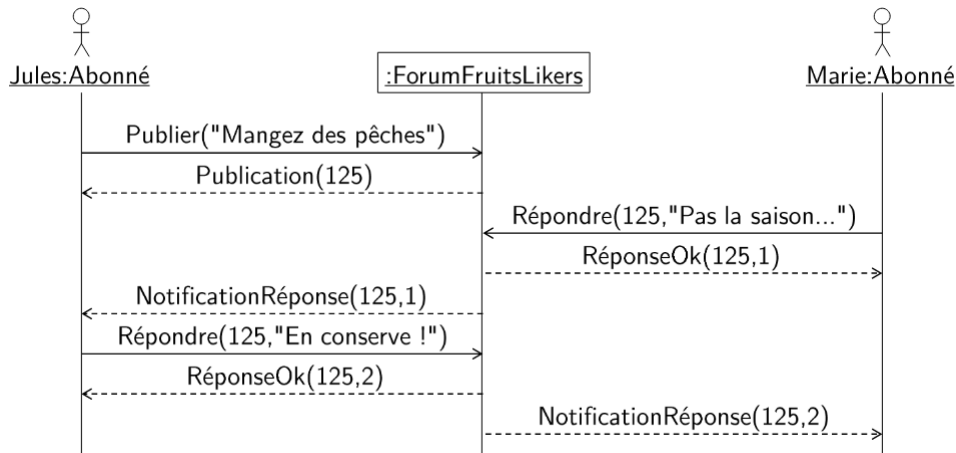 Jules:Abonné
:ForumFruitsLikers
Marie:Abonné
Publier("Mangez des pêches")
Publication(125)
Répondre(125,"Pas la saison...")
RéponseOk(125,1)
NotificationRéponse(125,1)
Répondre(125,"En conserve !")
RéponseOk(125,2)
NotificationRéponse(125,2)